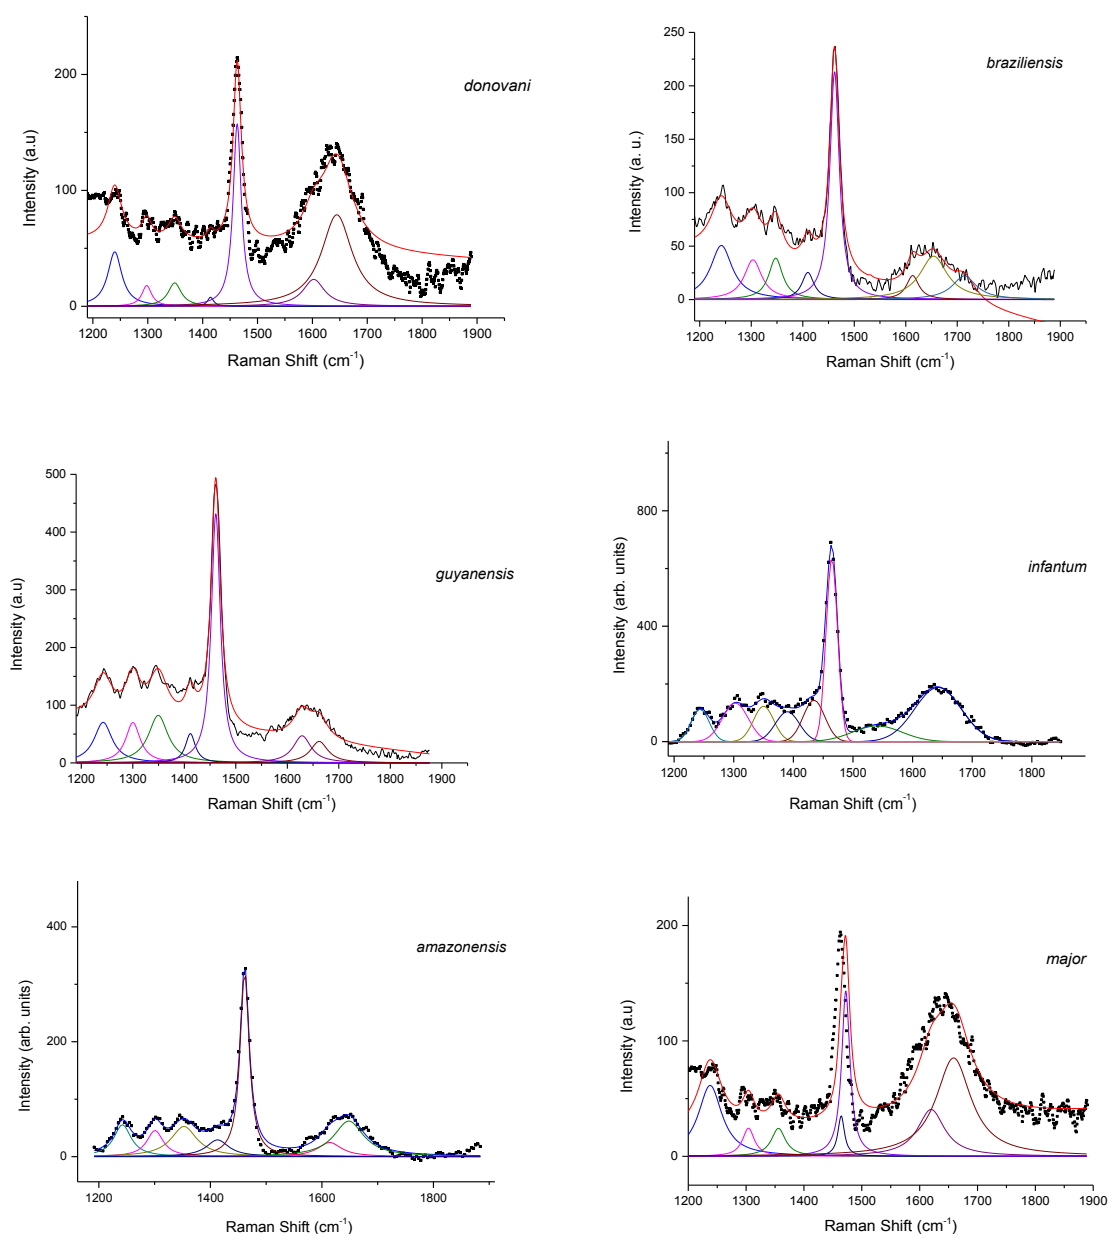 donovani
Intensity (a.u)
200
100
0
1200 1300 1400 1500 1600 1700 1800 1900
Raman Shift (cm⁻¹)
braziliensis
Intensity (a. u.)
250
200
150
100
50
0
1200 1300 1400 1500 1600 1700 1800 1900
Raman Shift (cm⁻¹)
guyanensis
Intensity (a.u)
500
400
300
200
100
0
1200 1300 1400 1500 1600 1700 1800 1900
Raman Shift (cm⁻¹)
infantum
Intensity (arb. units)
800
400
0
1200 1300 1400 1500 1600 1700 1800
Raman Shift (cm⁻¹)
amazonensis
Intensity (arb. units)
400
200
0
1200 1400 1600 1800
Raman Shift (cm⁻¹)
major
Intensity (a.u)
200
100
0
1200 1300 1400 1500 1600 1700 1800 1900
Raman Shift (cm⁻¹)